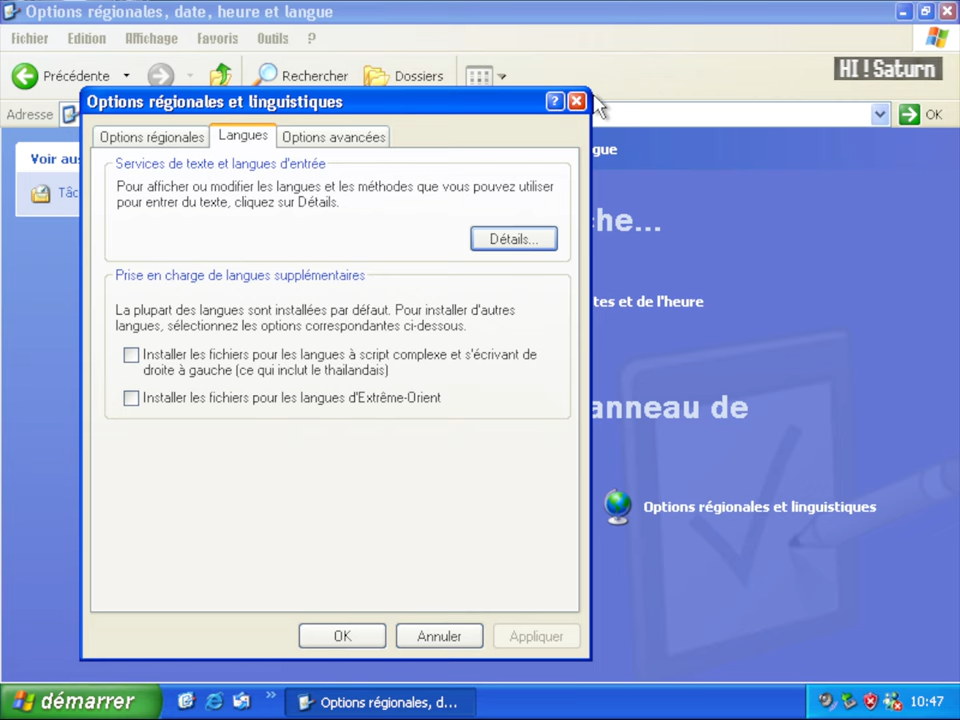 Options régionales, date, heure et langue
Fichier Edition Affichage Favoris Outils ?
Précédente Rechercher Dossiers
HI ! Saturn
Adresse OK
Options régionales et linguistiques
Options régionales Langues Options avancées
Services de texte et langues d'entrée
Pour afficher ou modifier les langues et les méthodes que vous pouvez utiliser
pour entrer du texte, cliquez sur Détails.
Détails...
Prise en charge de langues supplémentaires
La plupart des langues sont installées par défaut. Pour installer d'autres
langues, sélectionnez les options correspondantes ci-dessous.
Installer les fichiers pour les langues à script complexe et s'écrivant de
droite à gauche (ce qui inclut le thaïlandais)
Installer les fichiers pour les langues d'Extrême-Orient
OK Annuler Appliquer
Voir aus
Tâc
gue
che...
tes et de l'heure
anneau de
Options régionales et linguistiques
démarrer
»
Options régionales, d...
10:47